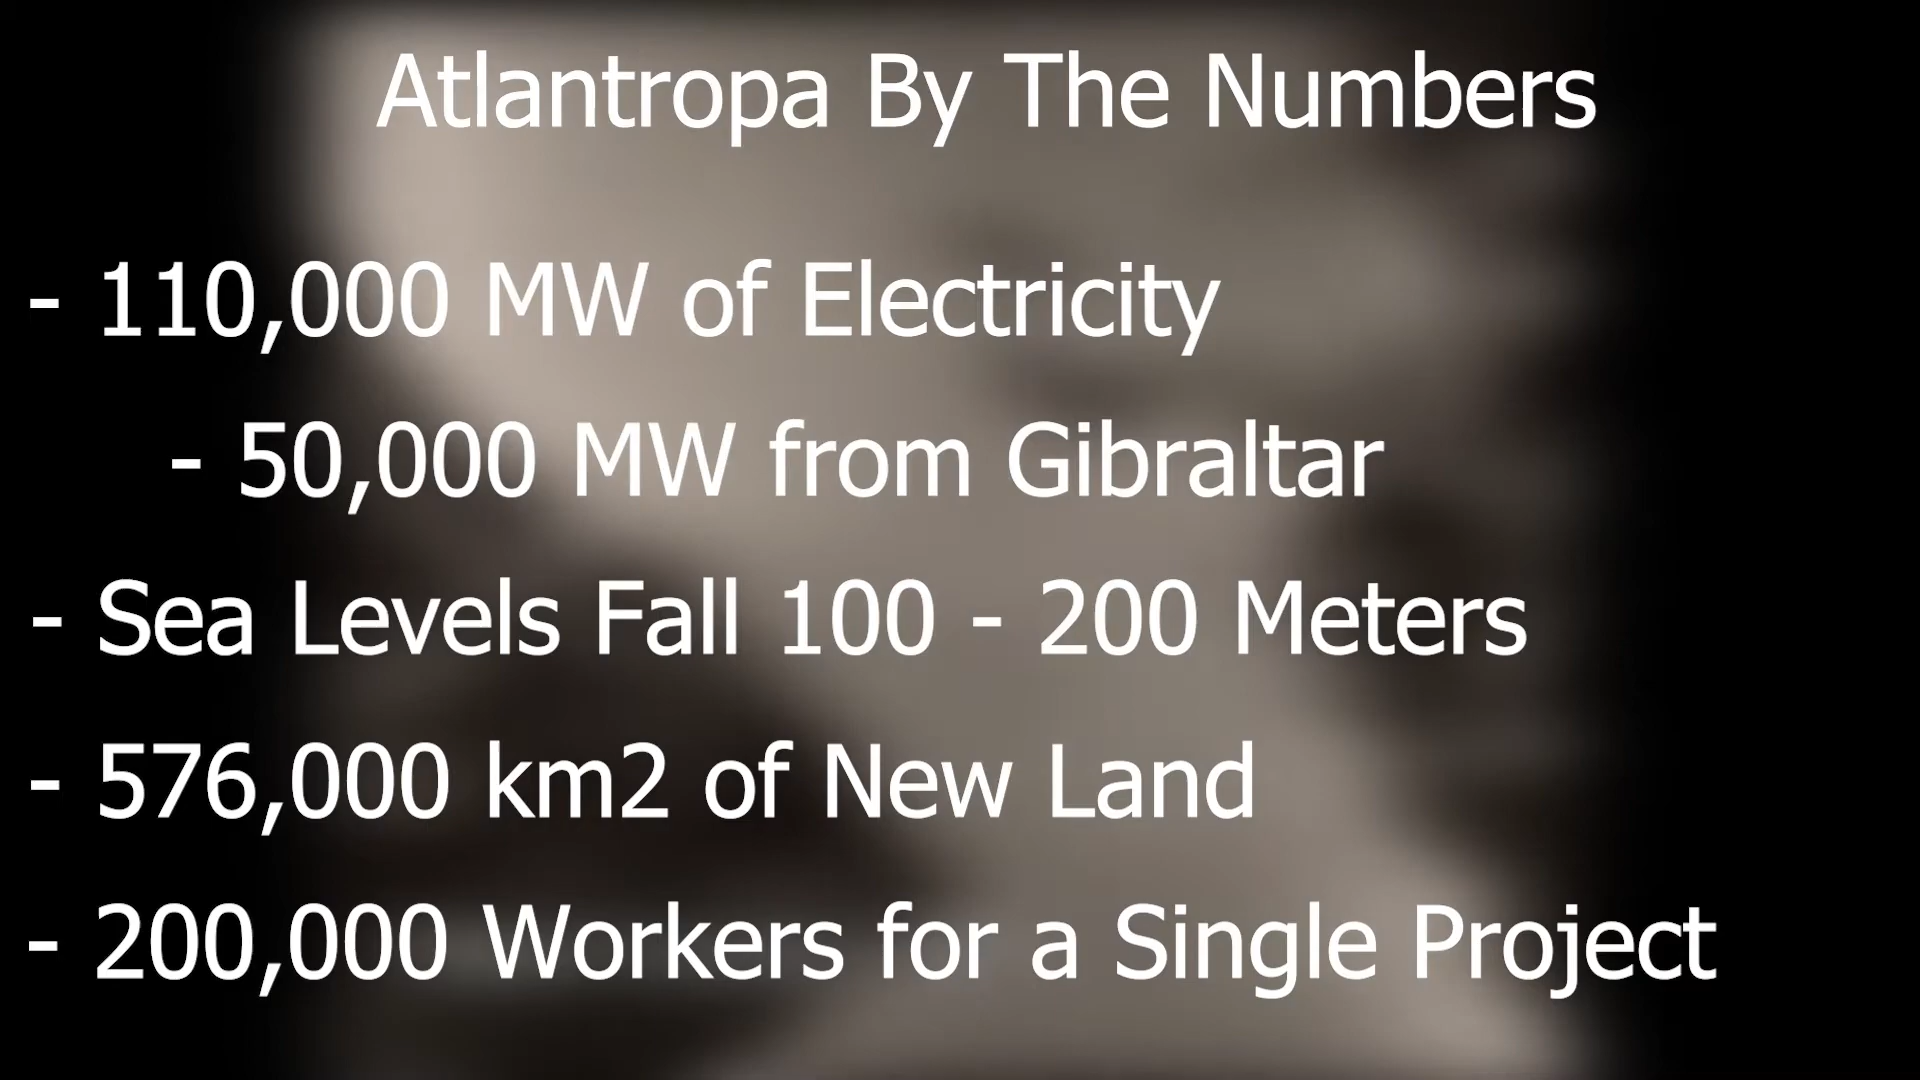 Atlantropa By The Numbers
- 110,000 MW of Electricity
- 50,000 MW from Gibraltar
- Sea Levels Fall 100 - 200 Meters
- 576,000 km2 of New Land
- 200,000 Workers for a Single Project